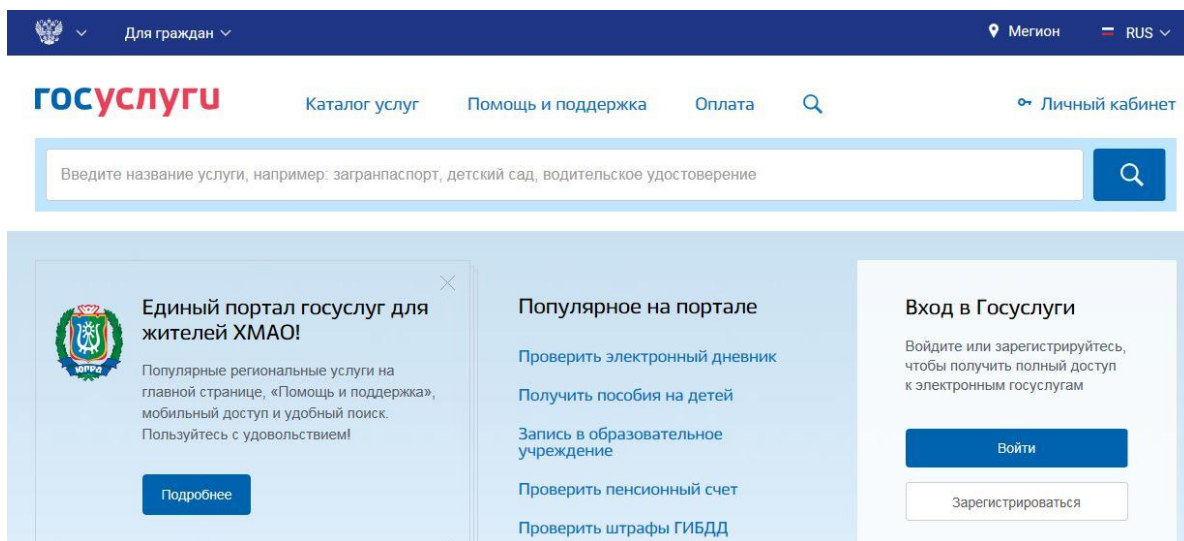 Для граждан
Мегион
RUS
госуслуги
Каталог услуг
Помощь и поддержка
Оплата
Личный кабинет
Введите название услуги, например: загранпаспорт, детский сад, водительское удостоверение
Единый портал госуслуг для
жителей ХМАО!
ЮГРА
Популярные региональные услуги на
главной странице, «Помощь и поддержка»,
мобильный доступ и удобный поиск.
Пользуйтесь с удовольствием!
Подробнее
Популярное на портале
Проверить электронный дневник
Получить пособия на детей
Запись в образовательное
учреждение
Проверить пенсионный счет
Проверить штрафы ГИБДД
Вход в Госуслуги
Войдите или зарегистрируйтесь,
чтобы получить полный доступ
к электронным госуслугам
Войти
Зарегистрироваться